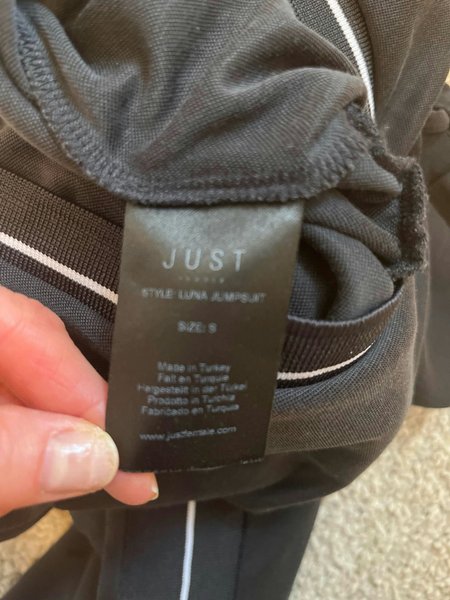 JUST
STYLE: LUNA JUMPSUIT
SIZE: S
Made in Turkey
Fait en Turquie
Hergestellt in der Türkei
Prodotto in Turchia
Fabricado en Turquía
www.justfemale.com